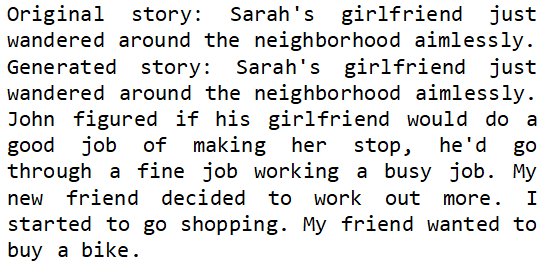 Original story: Sarah's girlfriend just
wandered around the neighborhood aimlessly.
Generated story: Sarah's girlfriend just
wandered around the neighborhood aimlessly.
John figured if his girlfriend would do a
good job of making her stop, he'd go
through a fine job working a busy job. My
new friend decided to work out more. I
started to go shopping. My friend wanted to
buy a bike.